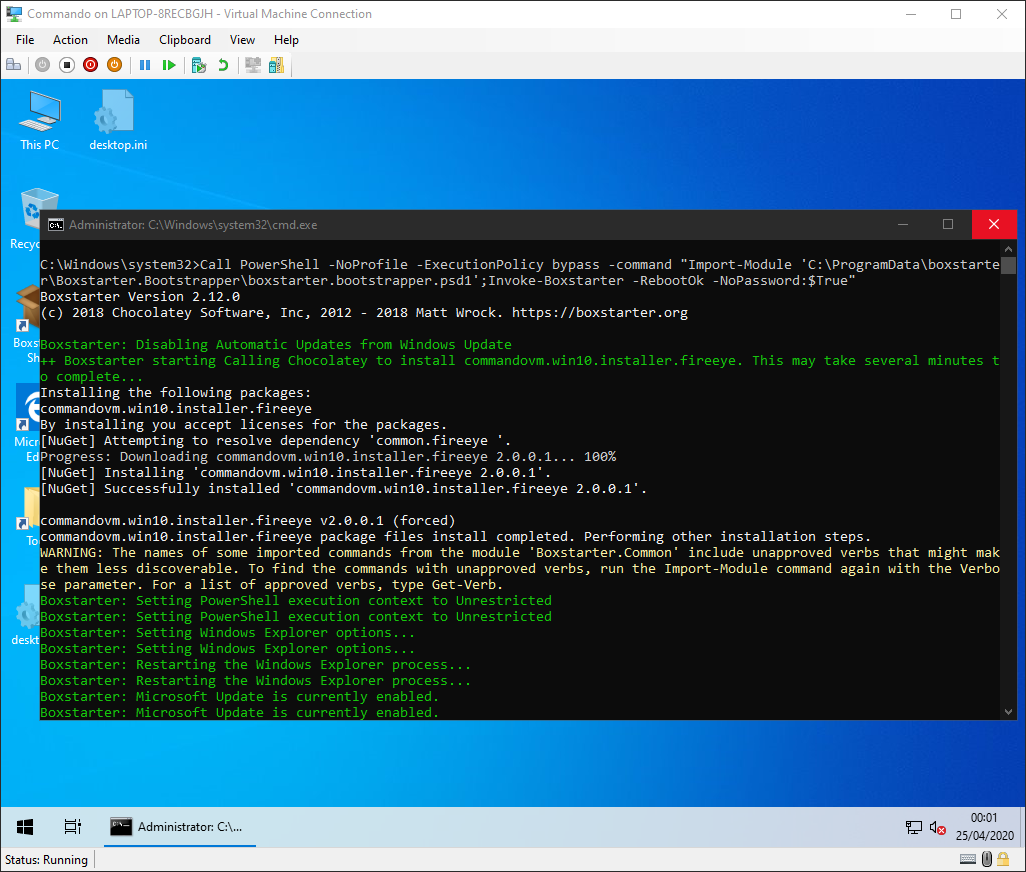 Commando on LAPTOP-8RECBGJH - Virtual Machine Connection
File Action Media Clipboard View Help
This PC
desktop.ini
Administrator: C:\Windows\system32\cmd.exe
C:\Windows\system32>Call PowerShell -NoProfile -ExecutionPolicy bypass -command "Import-Module 'C:\ProgramData\boxstarte
r\Boxstarter.Bootstrapper\boxstarter.bootstrapper.psd1';Invoke-Boxstarter -RebootOk -NoPassword:$True"
Boxstarter Version 2.12.0
(c) 2018 Chocolatey Software, Inc, 2012 - 2018 Matt Wrock. https://boxstarter.org
Boxstarter: Disabling Automatic Updates from Windows Update
++ Boxstarter starting Calling Chocolatey to install commandovm.win10.installer.fireeye. This may take several minutes t
o complete...
Installing the following packages:
commandovm.win10.installer.fireeye
By installing you accept licenses for the packages.
[NuGet] Attempting to resolve dependency 'common.fireeye '.
Progress: Downloading commandovm.win10.installer.fireeye 2.0.0.1... 100%
[NuGet] Installing 'commandovm.win10.installer.fireeye 2.0.0.1'.
[NuGet] Successfully installed 'commandovm.win10.installer.fireeye 2.0.0.1'.
commandovm.win10.installer.fireeye v2.0.0.1 (forced)
commandovm.win10.installer.fireeye package files install completed. Performing other installation steps.
WARNING: The names of some imported commands from the module 'Boxstarter.Common' include unapproved verbs that might mak
e them less discoverable. To find the commands with unapproved verbs, run the Import-Module command again with the Verbo
se parameter. For a list of approved verbs, type Get-Verb.
Boxstarter: Setting PowerShell execution context to Unrestricted
Boxstarter: Setting PowerShell execution context to Unrestricted
Boxstarter: Setting Windows Explorer options...
Boxstarter: Setting Windows Explorer options...
Boxstarter: Restarting the Windows Explorer process...
Boxstarter: Restarting the Windows Explorer process...
Boxstarter: Microsoft Update is currently enabled.
Boxstarter: Microsoft Update is currently enabled.
Administrator: C:\...
00:01
25/04/2020
Status: Running